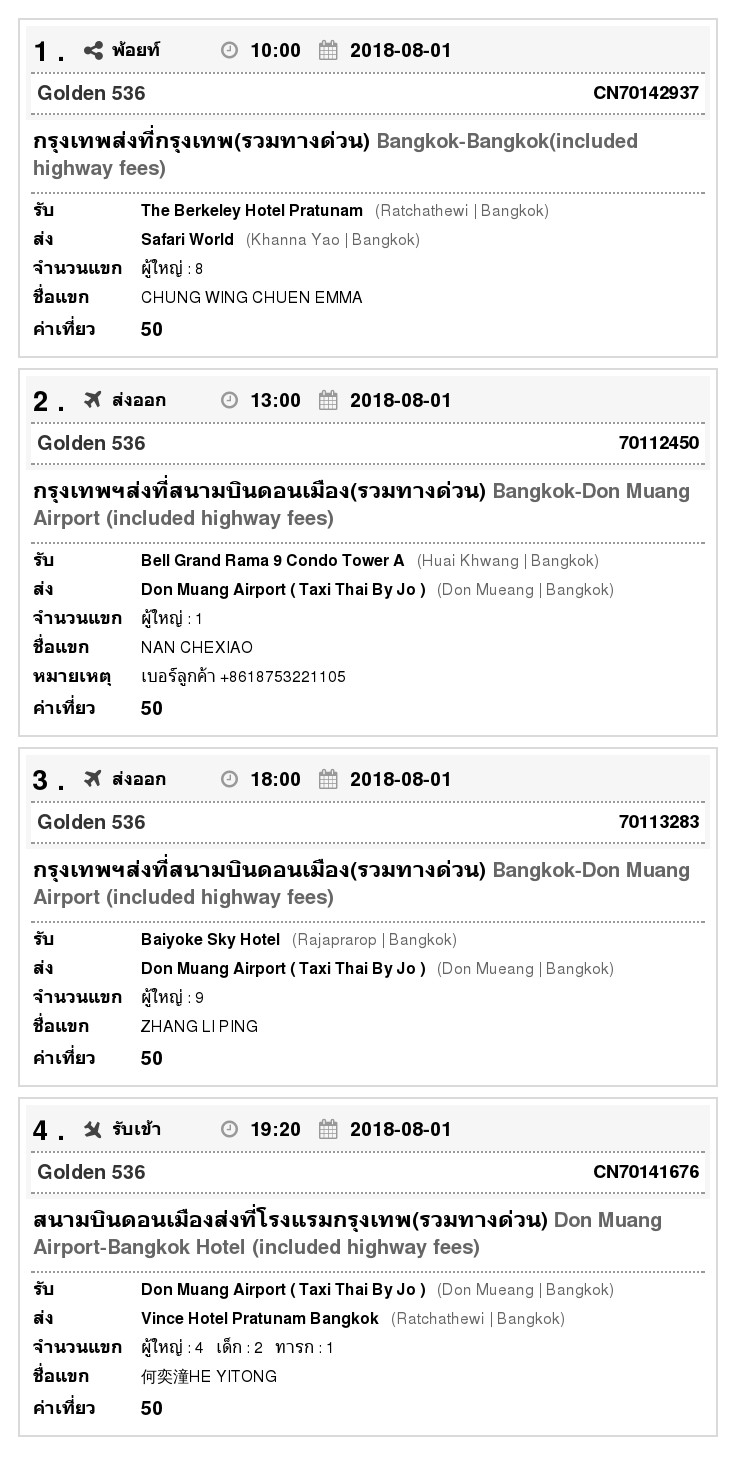 1 . พ้อยท์ 10:00 2018-08-01
Golden 536 CN70142937
กรุงเทพส่งที่กรุงเทพ(รวมทางด่วน) Bangkok-Bangkok(included
highway fees)
รับ The Berkeley Hotel Pratunam (Ratchathewi | Bangkok)
ส่ง Safari World (Khanna Yao | Bangkok)
จำนวนแขก ผู้ใหญ่ : 8
ชื่อแขก CHUNG WING CHUEN EMMA
ค่าเที่ยว 50
2 . ส่งออก 13:00 2018-08-01
Golden 536 70112450
กรุงเทพฯส่งที่สนามบินดอนเมือง(รวมทางด่วน) Bangkok-Don Muang
Airport (included highway fees)
รับ Bell Grand Rama 9 Condo Tower A (Huai Khwang | Bangkok)
ส่ง Don Muang Airport ( Taxi Thai By Jo ) (Don Mueang | Bangkok)
จำนวนแขก ผู้ใหญ่ : 1
ชื่อแขก NAN CHEXIAO
หมายเหตุ เบอร์ลูกค้า +8618753221105
ค่าเที่ยว 50
3 . ส่งออก 18:00 2018-08-01
Golden 536 70113283
กรุงเทพฯส่งที่สนามบินดอนเมือง(รวมทางด่วน) Bangkok-Don Muang
Airport (included highway fees)
รับ Baiyoke Sky Hotel (Rajaprarop | Bangkok)
ส่ง Don Muang Airport ( Taxi Thai By Jo ) (Don Mueang | Bangkok)
จำนวนแขก ผู้ใหญ่ : 9
ชื่อแขก ZHANG LI PING
ค่าเที่ยว 50
4 . รับเข้า 19:20 2018-08-01
Golden 536 CN70141676
สนามบินดอนเมืองส่งที่โรงแรมกรุงเทพ(รวมทางด่วน) Don Muang
Airport-Bangkok Hotel (included highway fees)
รับ Don Muang Airport ( Taxi Thai By Jo ) (Don Mueang | Bangkok)
ส่ง Vince Hotel Pratunam Bangkok (Ratchathewi | Bangkok)
จำนวนแขก ผู้ใหญ่ : 4 เด็ก : 2 ทารก : 1
ชื่อแขก 何奕潼HE YITONG
ค่าเที่ยว 50